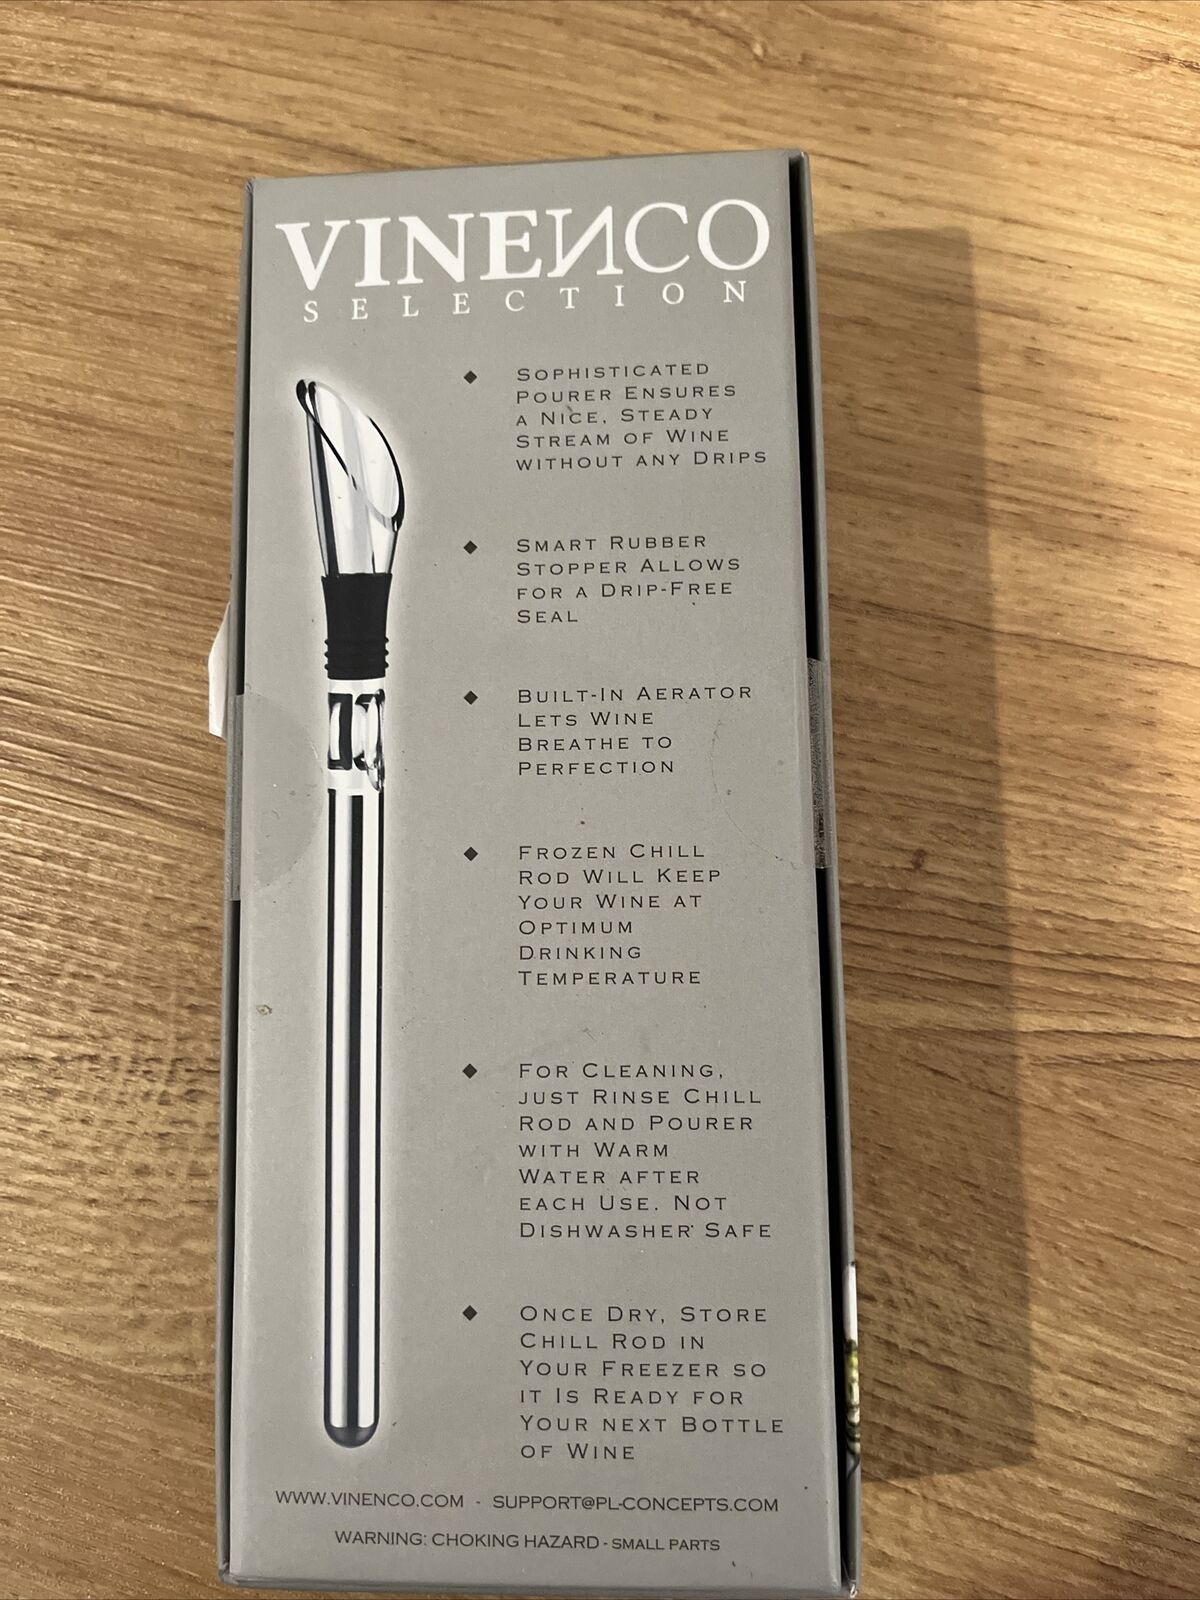 VINEИCO
SELECTION
◆ SOPHISTICATED
POURER ENSURES
A NICE, STEADY
STREAM OF WINE
WITHOUT ANY DRIPS
◆ SMART RUBBER
STOPPER ALLOWS
FOR A DRIP-FREE
SEAL
◆ BUILT-IN AERATOR
LETS WINE
BREATHE TO
PERFECTION
◆ FROZEN CHILL
ROD WILL KEEP
YOUR WINE AT
OPTIMUM
DRINKING
TEMPERATURE
◆ FOR CLEANING,
JUST RINSE CHILL
ROD AND POURER
WITH WARM
WATER AFTER
EACH USE. NOT
DISHWASHER SAFE
◆ ONCE DRY, STORE
CHILL ROD IN
YOUR FREEZER SO
IT IS READY FOR
YOUR NEXT BOTTLE
OF WINE
WWW.VINENCO.COM - SUPPORT@PL-CONCEPTS.COM
WARNING: CHOKING HAZARD - SMALL PARTS